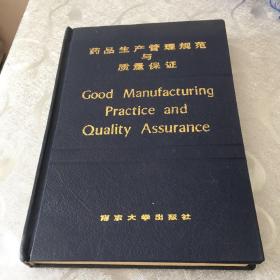 药品生产管理规范
与
质量保证
Good Manufacturing
Practice and
Quality Assurance
南京大学出版社